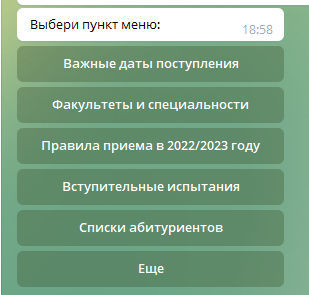 Выбери пункт меню:
18:58
Важные даты поступления
Факультеты и специальности
Правила приема в 2022/2023 году
Вступительные испытания
Списки абитуриентов
Еще